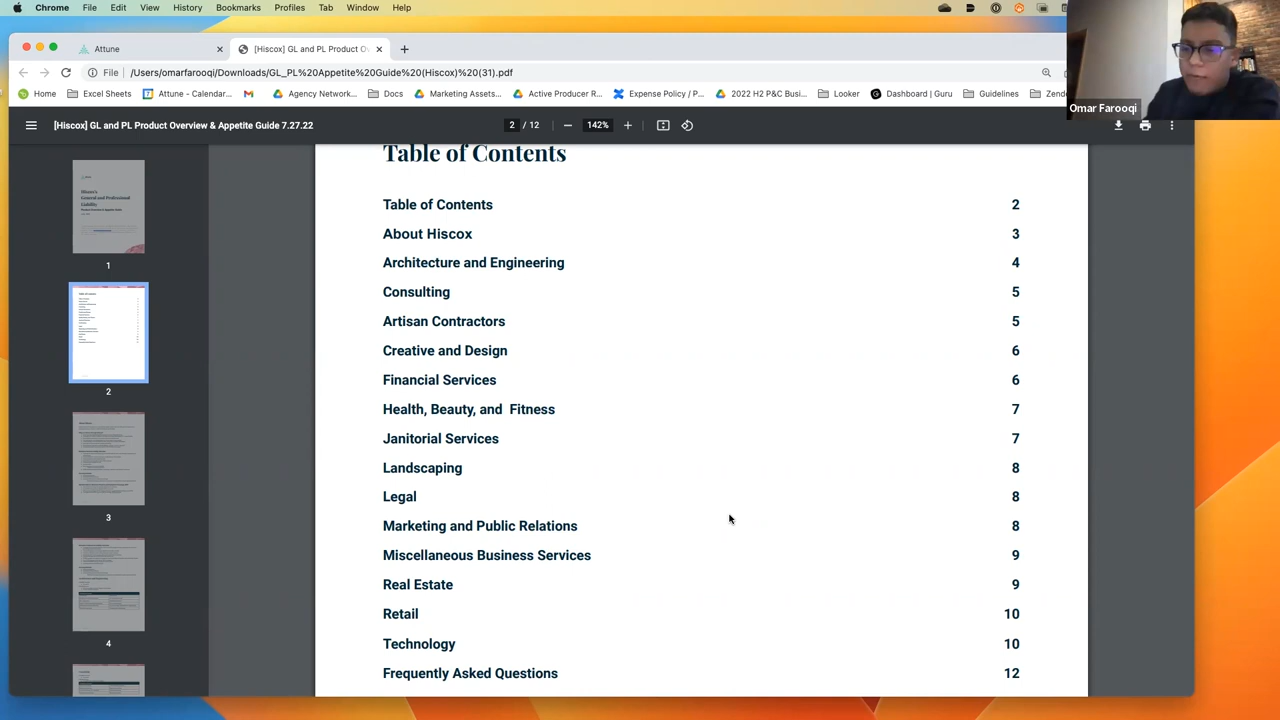 Chrome File Edit View History Bookmarks Profiles Tab Window Help
Attune
[Hiscox] GL and PL Product Ov
File /Users/omarfarooqi/Downloads/GL_PL%20Appetite%20Guide%20(Hiscox)%20(31).pdf
Home Excel Sheets Attune - Calendar... Agency Network... Docs Marketing Assets... Active Producer R... Expense Policy / P... 2022 H2 P&C Busi... Looker Dashboard | Guru Guidelines Zend
Omar Farooqi
[Hiscox] GL and PL Product Overview & Appetite Guide 7.27.22
2 / 12
142%
Table of Contents
Table of Contents 2
About Hiscox 3
Architecture and Engineering 4
Consulting 5
Artisan Contractors 5
Creative and Design 6
Financial Services 6
Health, Beauty, and Fitness 7
Janitorial Services 7
Landscaping 8
Legal 8
Marketing and Public Relations 8
Miscellaneous Business Services 9
Real Estate 9
Retail 10
Technology 10
Frequently Asked Questions 12
1
2
3
4